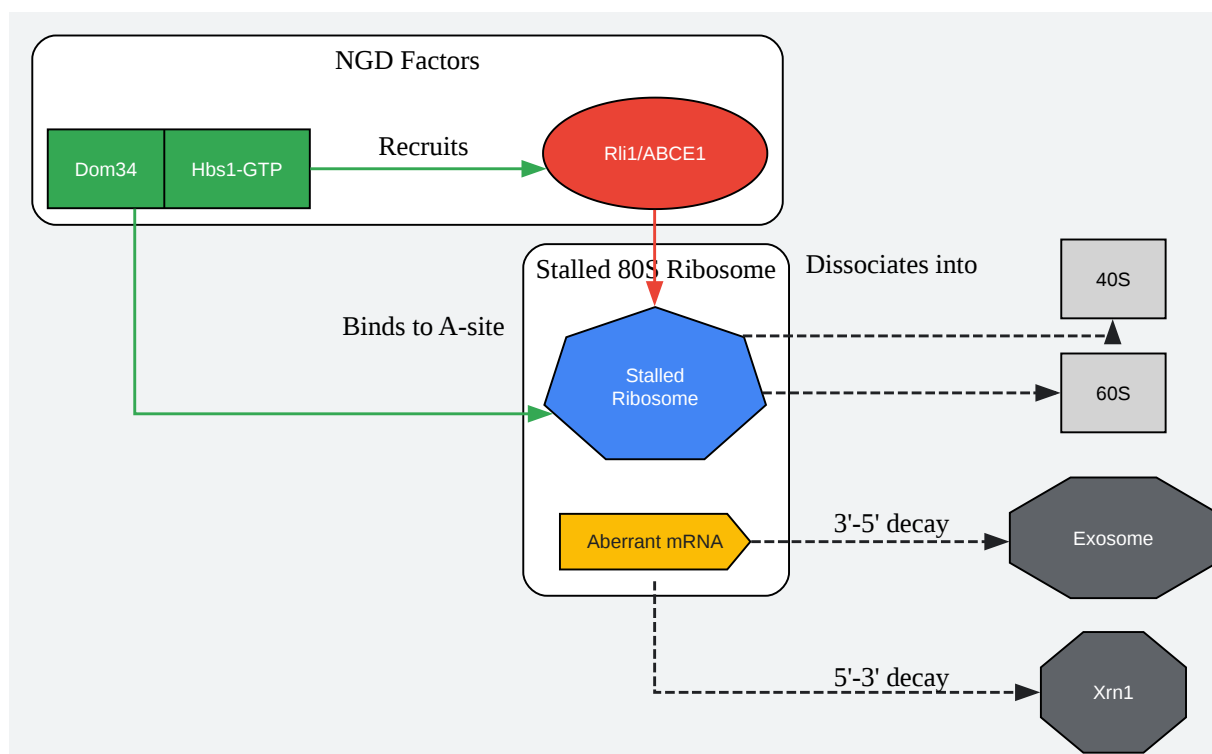 NGD Factors
Dom34
Hbs1-GTP
Recruits
Rli1/ABCE1
Stalled 80S Ribosome
Dissociates into
40S
Binds to A-site
Stalled
Ribosome
60S
Aberrant mRNA
3'-5' decay
Exosome
5'-3' decay
Xrn1